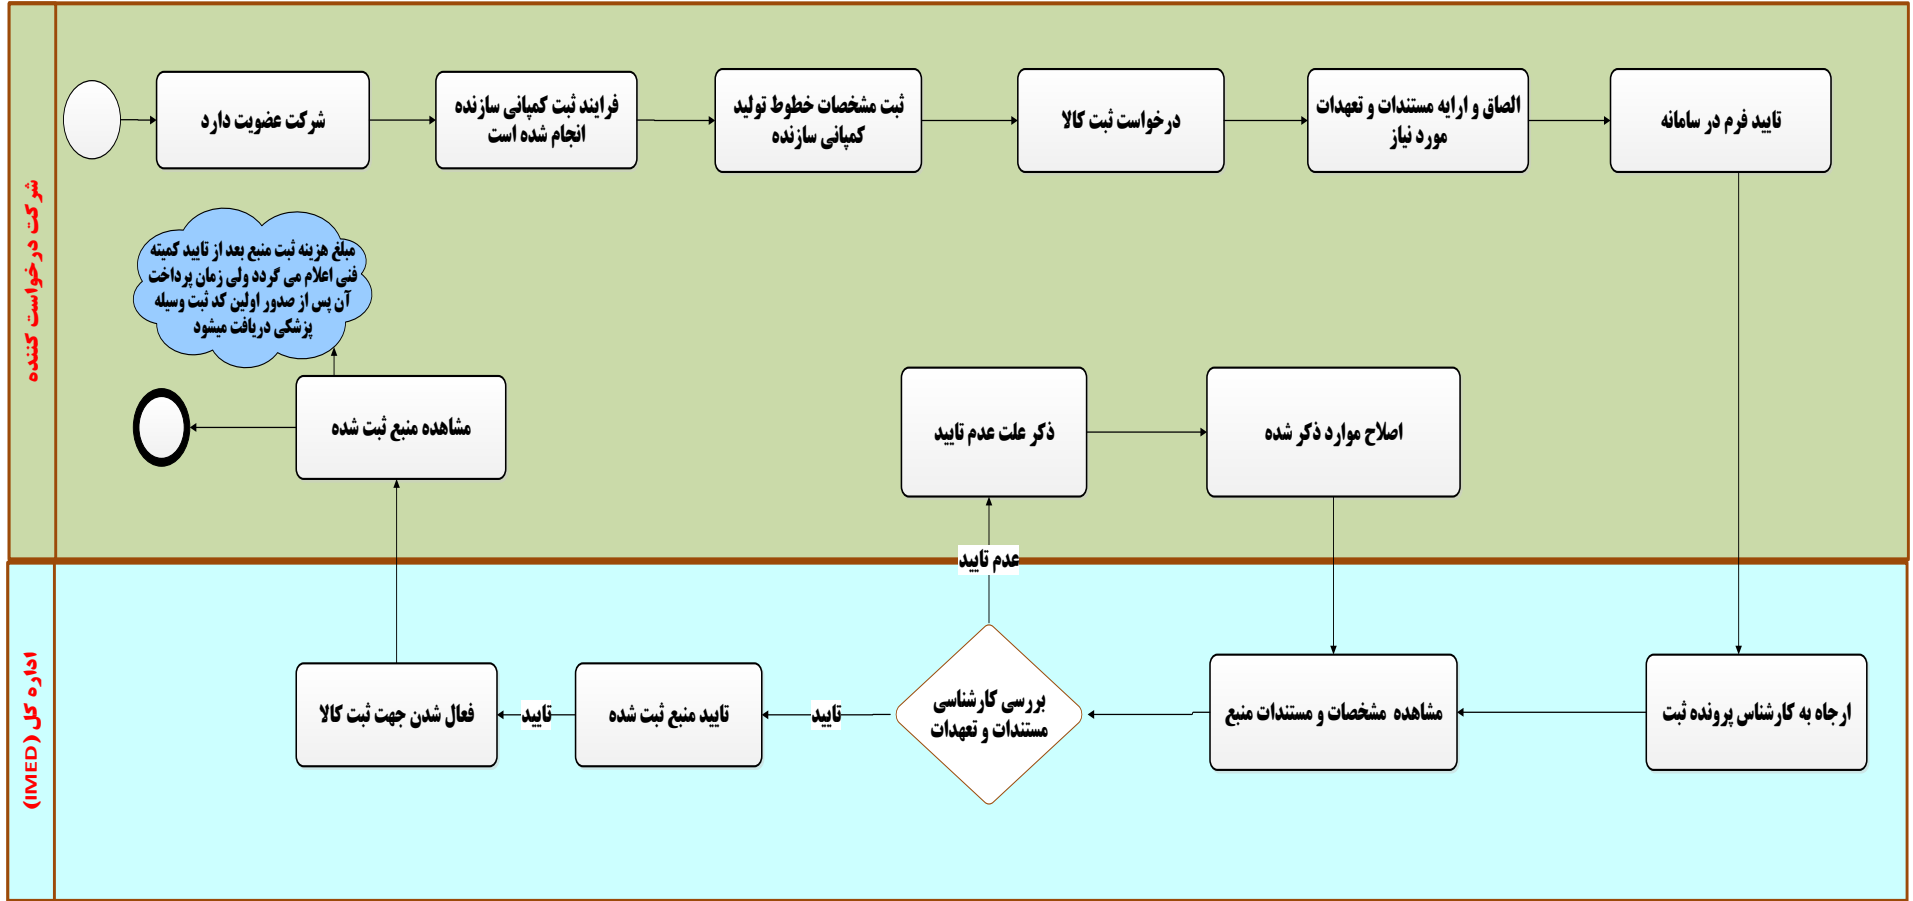 شرکت درخواست کننده
شرکت عضویت دارد
فرایند ثبت کمپانی سازنده
انجام شده است
ثبت مشخصات خطوط تولید
کمپانی سازنده
درخواست ثبت کالا
الصاق و ارایه مستندات و تعهدات
مورد نیاز
تایید فرم در سامانه
مبلغ هزینه ثبت منبع بعد از تایید کمیته
فنی اعلام می گردد ولی زمان پرداخت
آن پس از صدور اولین کد ثبت وسیله
پزشکی دریافت میشود
مشاهده منبع ثبت شده
ذکر علت عدم تایید
اصلاح موارد ذکر شده
عدم تایید
اداره کل (IMED)
ارجاه به کارشناس پرونده ثبت
مشاهده مشخصات و مستندات منبع
بررسی کارشناسی
مستندات و تعهدات
تایید
تایید منبع ثبت شده
تایید
فعال شدن جهت ثبت کالا